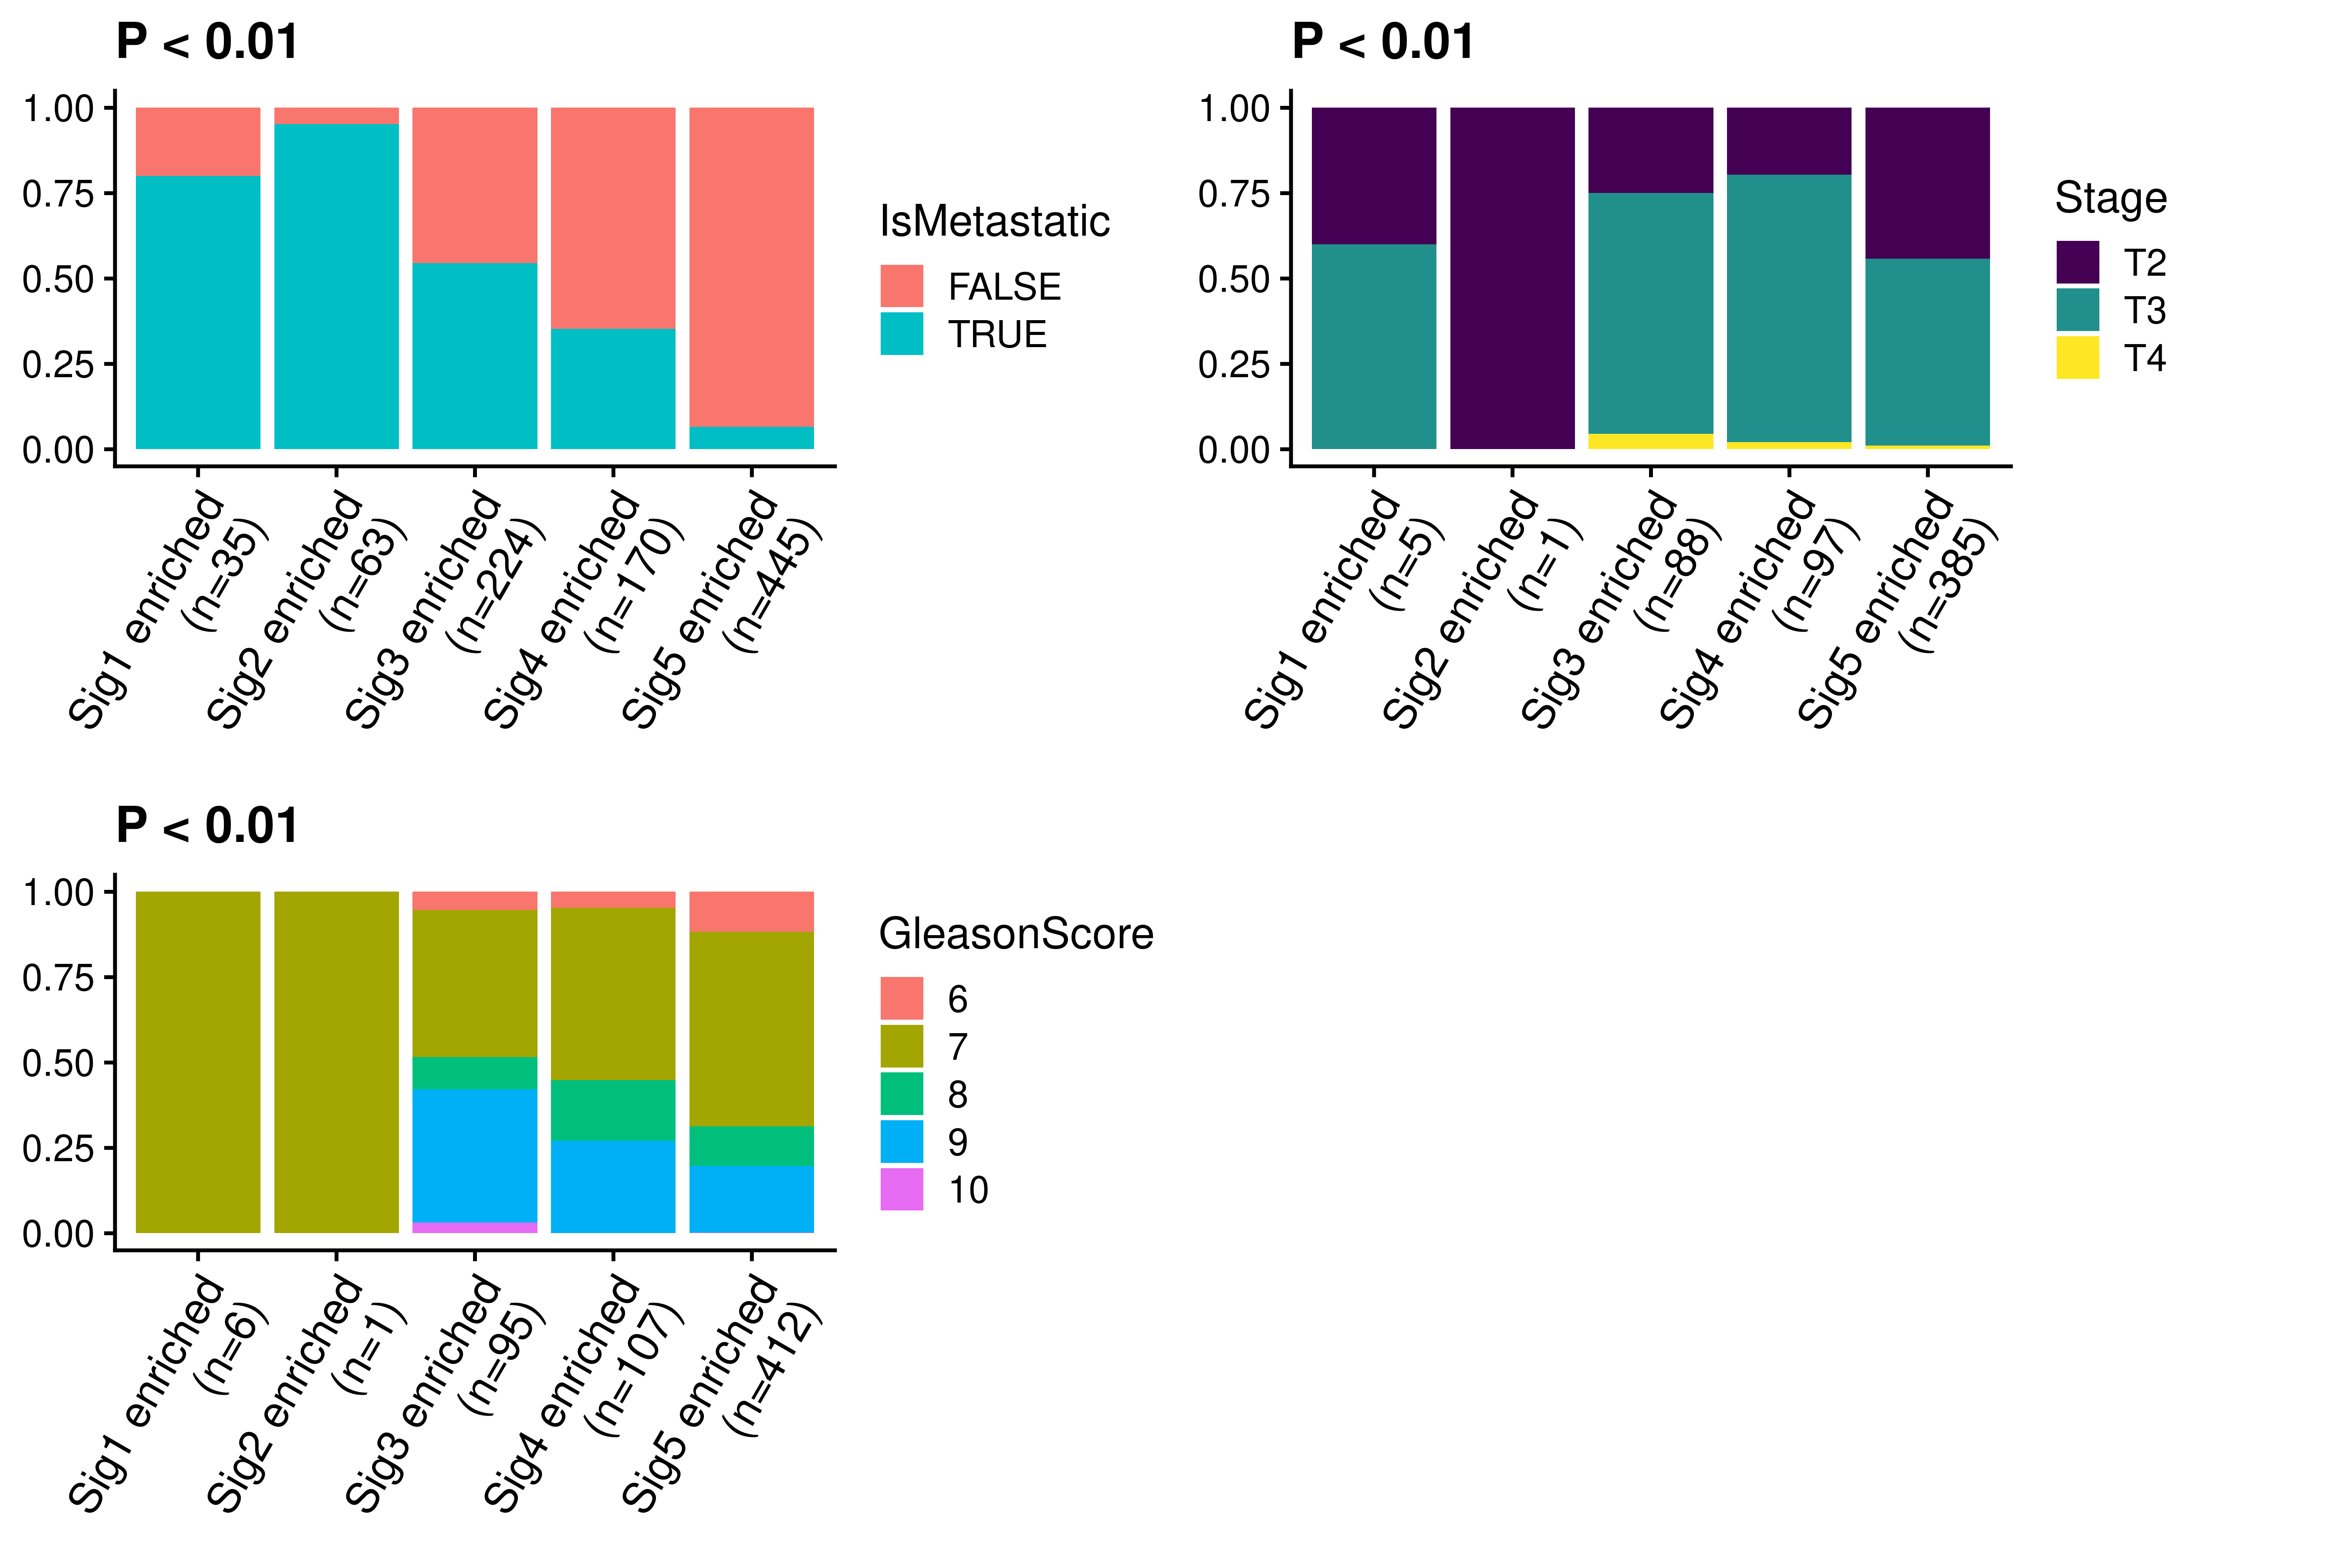 P < 0.01
1.00
0.75
0.50
0.25
0.00
Sig1 enriched
(n=35)
Sig2 enriched
(n=63)
Sig3 enriched
(n=224)
Sig4 enriched
(n=170)
Sig5 enriched
(n=445)
IsMetastatic
FALSE
TRUE
P < 0.01
1.00
0.75
0.50
0.25
0.00
Sig1 enriched
(n=5)
Sig2 enriched
(n=1)
Sig3 enriched
(n=88)
Sig4 enriched
(n=97)
Sig5 enriched
(n=385)
Stage
T2
T3
T4
P < 0.01
1.00
0.75
0.50
0.25
0.00
Sig1 enriched
(n=6)
Sig2 enriched
(n=1)
Sig3 enriched
(n=95)
Sig4 enriched
(n=107)
Sig5 enriched
(n=412)
GleasonScore
6
7
8
9
10